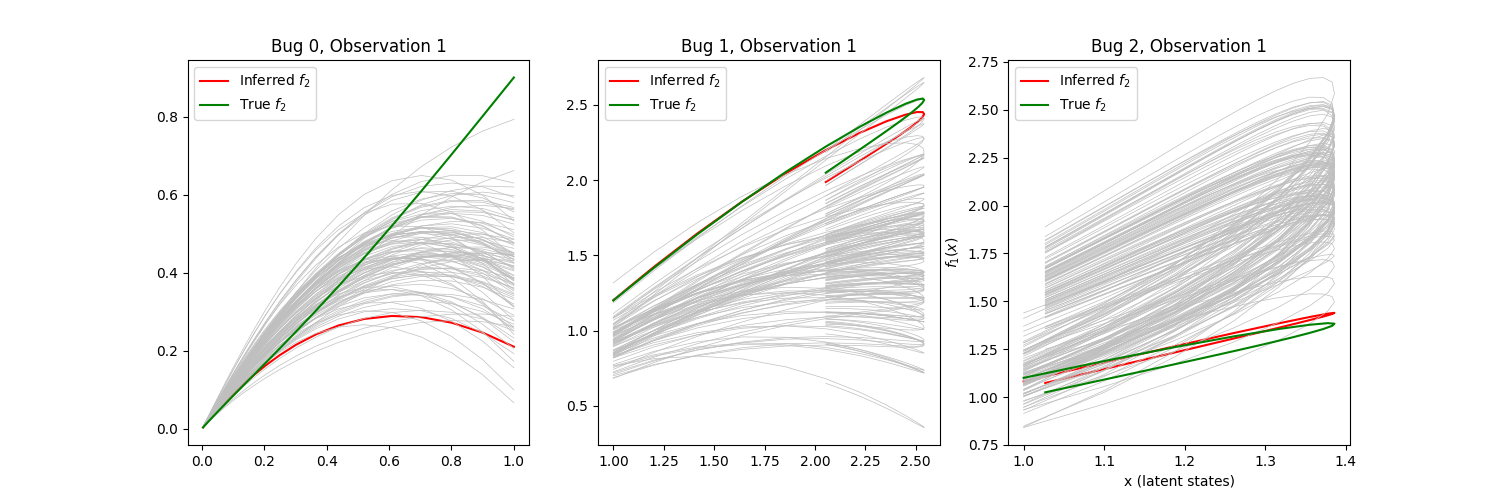 Bug 0, Observation 1
Inferred f₂
True f₂
0.8
0.6
0.4
0.2
0.0
0.0 0.2 0.4 0.6 0.8 1.0
Bug 1, Observation 1
Inferred f₂
True f₂
2.5
2.0
1.5
1.0
0.5
1.00 1.25 1.50 1.75 2.00 2.25 2.50
Bug 2, Observation 1
Inferred f₂
True f₂
2.75
2.50
2.25
2.00
1.75
1.50
1.25
1.00
0.75
f₁(x)
1.0 1.1 1.2 1.3 1.4
x (latent states)